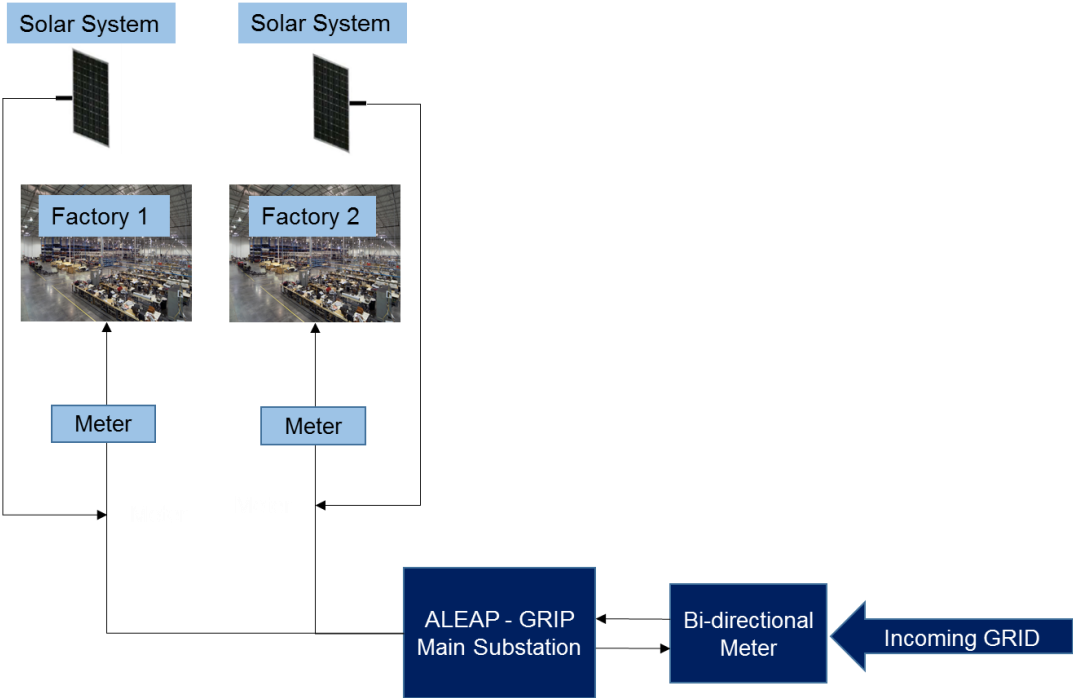 Solar System
Solar System
Factory 1
Factory 2
Meter
Meter
ALEAP - GRIP
Main Substation
Bi-directional
Meter
Incoming GRID